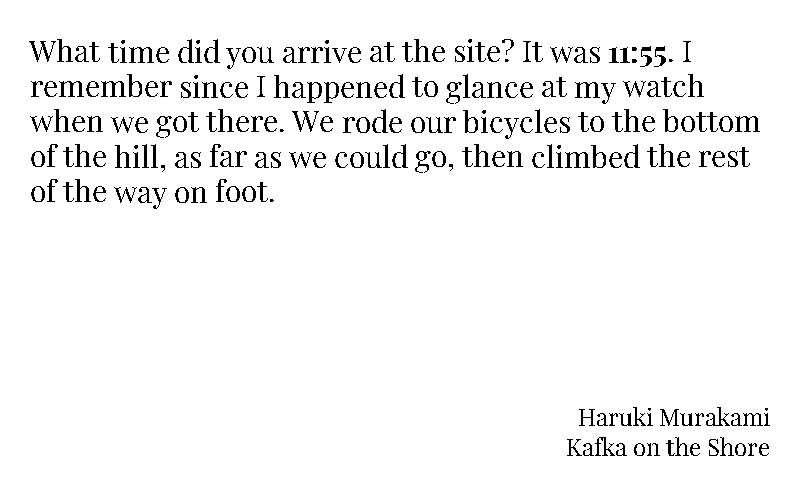 What time did you arrive at the site? It was 11:55. I
remember since I happened to glance at my watch
when we got there. We rode our bicycles to the bottom
of the hill, as far as we could go, then climbed the rest
of the way on foot.
Haruki Murakami
Kafka on the Shore